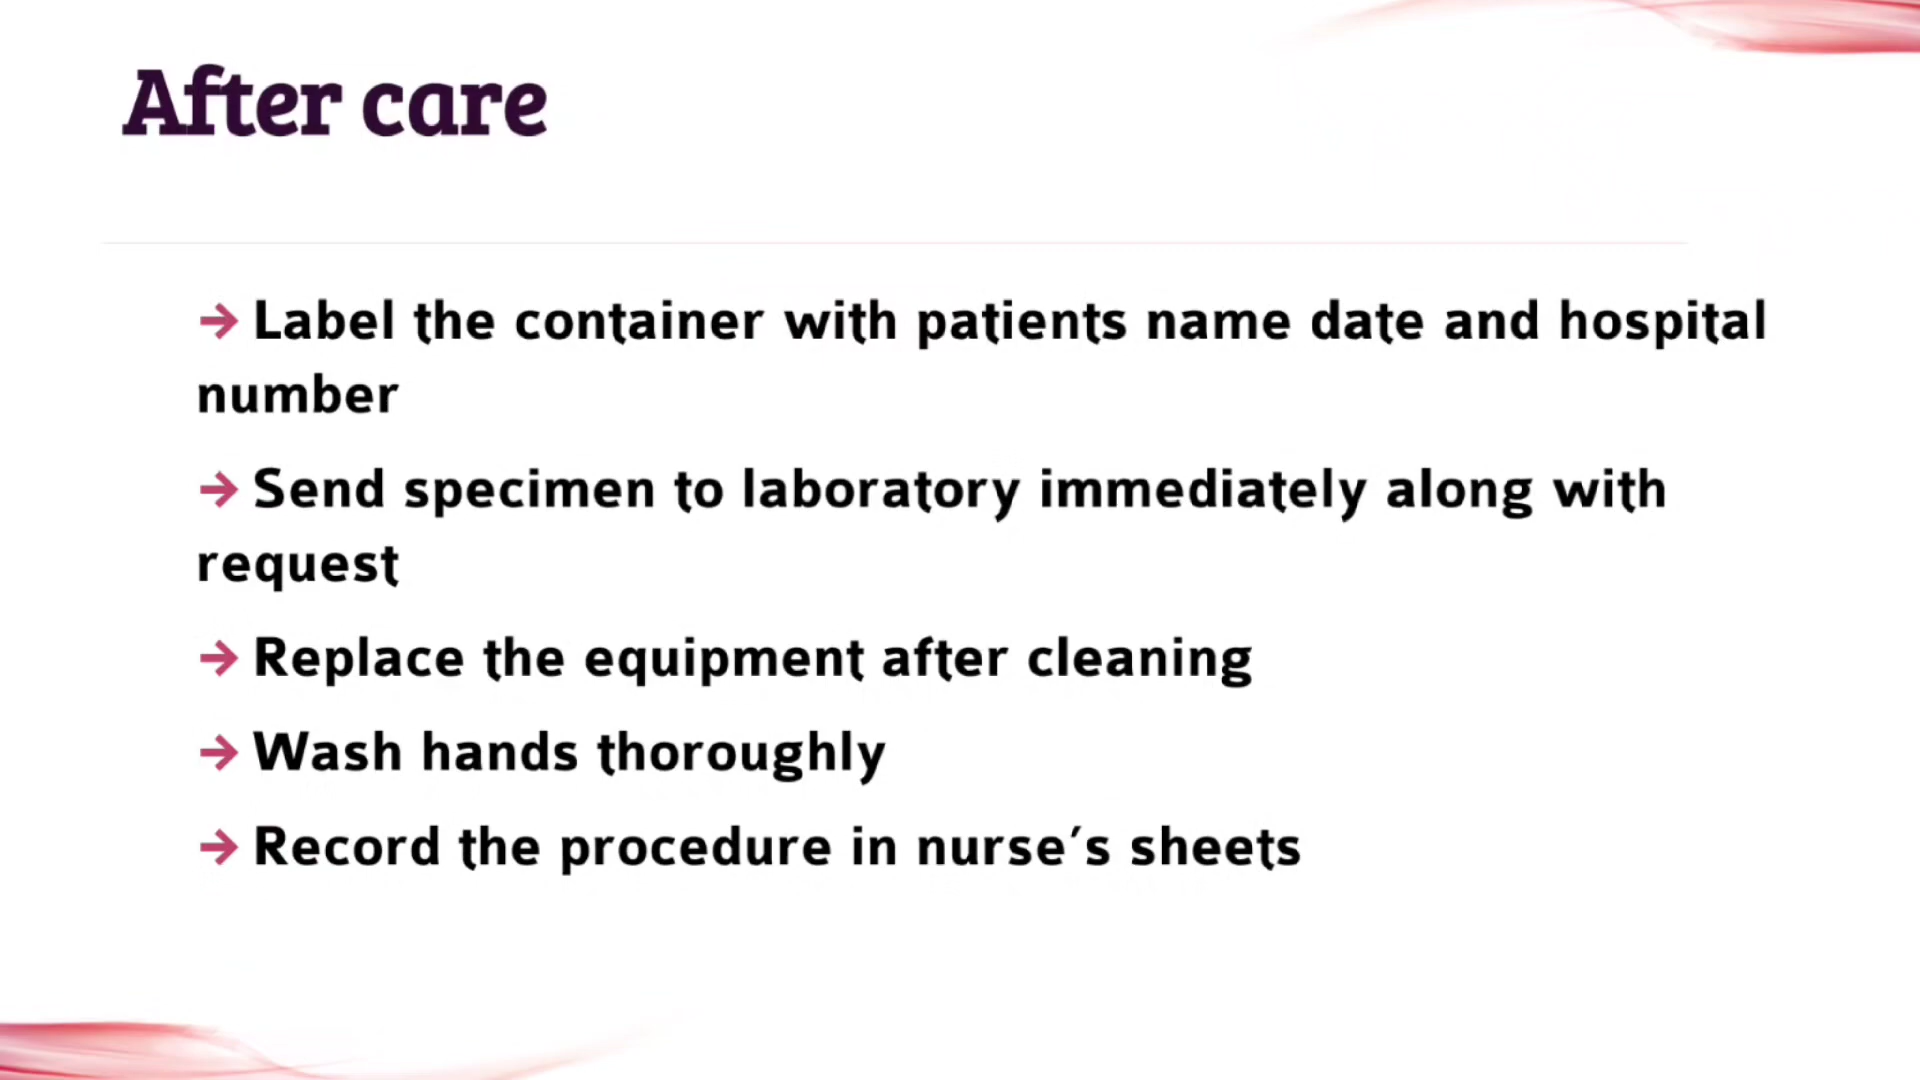 After care
→ Label the container with patients name date and hospital
number
→ Send specimen to laboratory immediately along with
request
→ Replace the equipment after cleaning
→ Wash hands thoroughly
→ Record the procedure in nurse's sheets